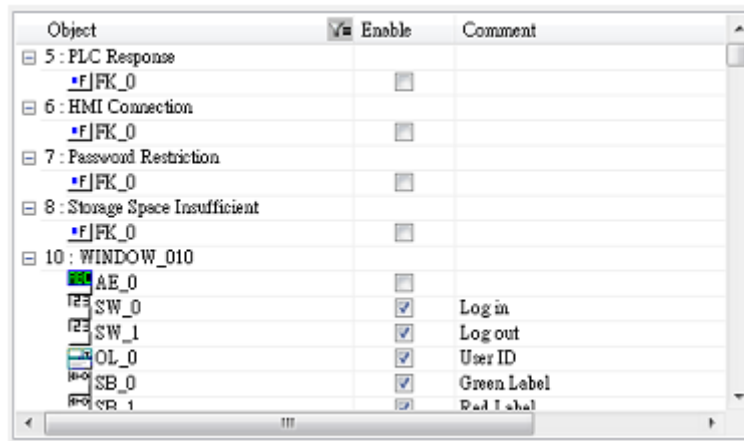 Object Enable Comment
5 : PLC Response
FK_0
6 : HMI Connection
FK_0
7 : Password Restriction
FK_0
8 : Storage Space Insufficient
FK_0
10 : WINDOW_010
AE_0
SW_0 Log in
SW_1 Log out
OL_0 User ID
SB_0 Green Label
SB_1 Red Label